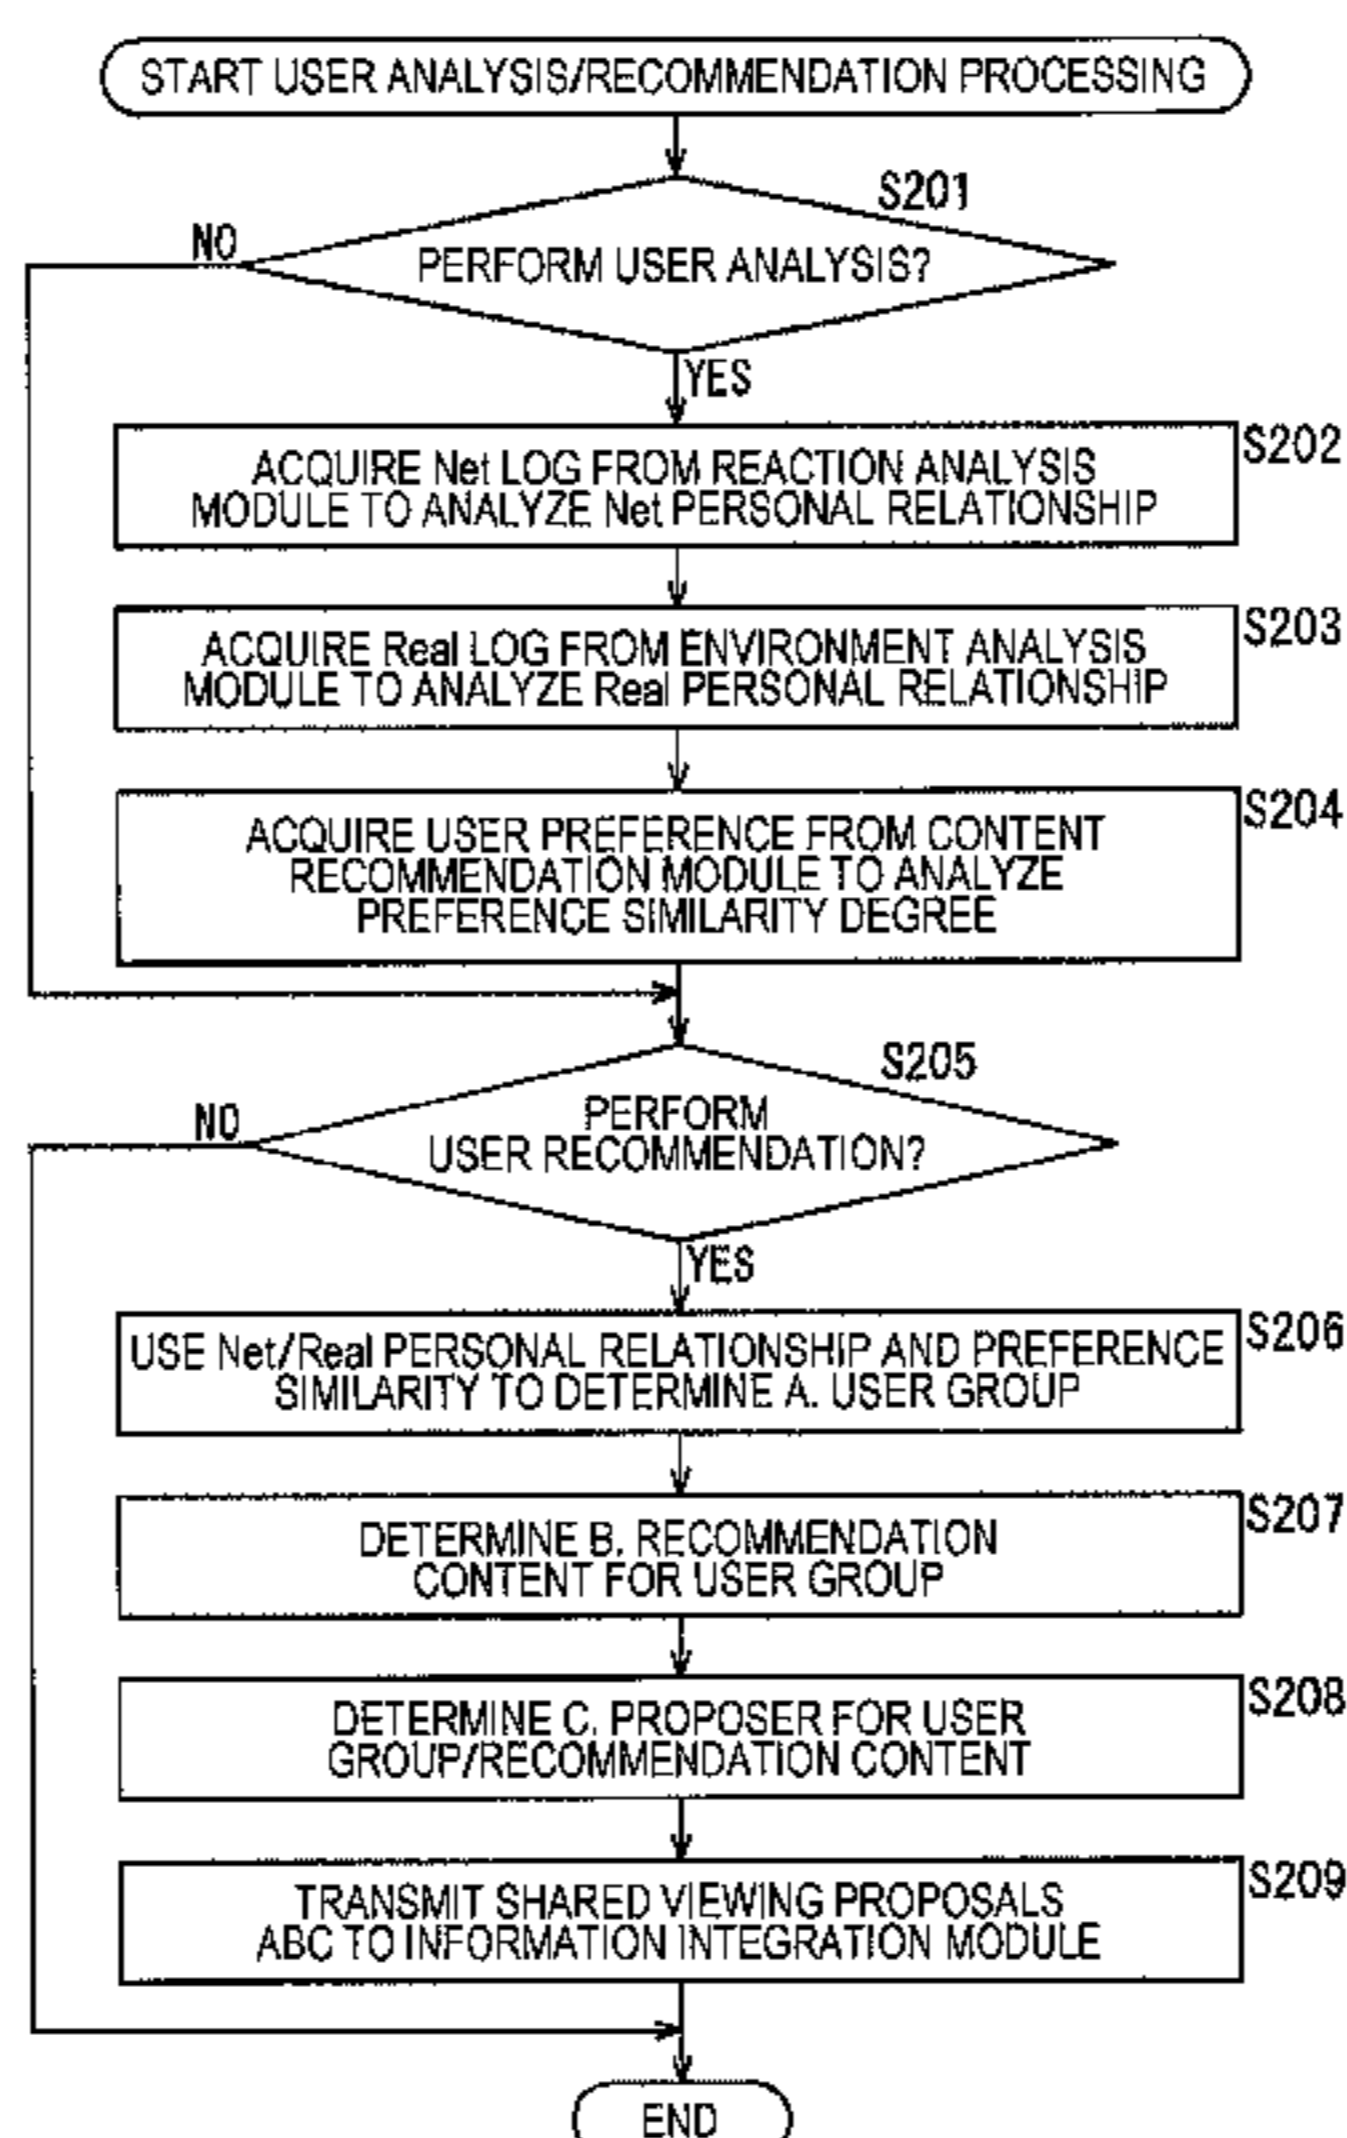 START USER ANALYSIS/RECOMMENDATION PROCESSING
S201
NO
PERFORM USER ANALYSIS?
YES
S202
ACQUIRE Net LOG FROM REACTION ANALYSIS
MODULE TO ANALYZE Net PERSONAL RELATIONSHIP
S203
ACQUIRE Real LOG FROM ENVIRONMENT ANALYSIS
MODULE TO ANALYZE Real PERSONAL RELATIONSHIP
S204
ACQUIRE USER PREFERENCE FROM CONTENT
RECOMMENDATION MODULE TO ANALYZE
PREFERENCE SIMILARITY DEGREE
S205
NO
PERFORM
USER RECOMMENDATION?
YES
S206
USE Net/Real PERSONAL RELATIONSHIP AND PREFERENCE
SIMILARITY TO DETERMINE A. USER GROUP
S207
DETERMINE B. RECOMMENDATION
CONTENT FOR USER GROUP
S208
DETERMINE C. PROPOSER FOR USER
GROUP/RECOMMENDATION CONTENT
S209
TRANSMIT SHARED VIEWING PROPOSALS
ABC TO INFORMATION INTEGRATION MODULE
END